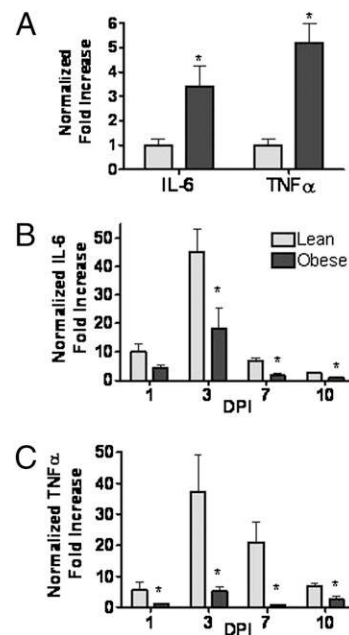 A
Normalized
Fold Increase
6
5
4
3
2
1
0
*
*
IL-6
TNFα
B
Normalized IL-6
Fold Increase
50
40
30
20
10
0
Lean
Obese
*
*
*
1
3
7
10
DPI
C
Normalized TNFα
Fold Increase
50
40
30
20
10
0
*
*
*
*
1
3
7
10
DPI